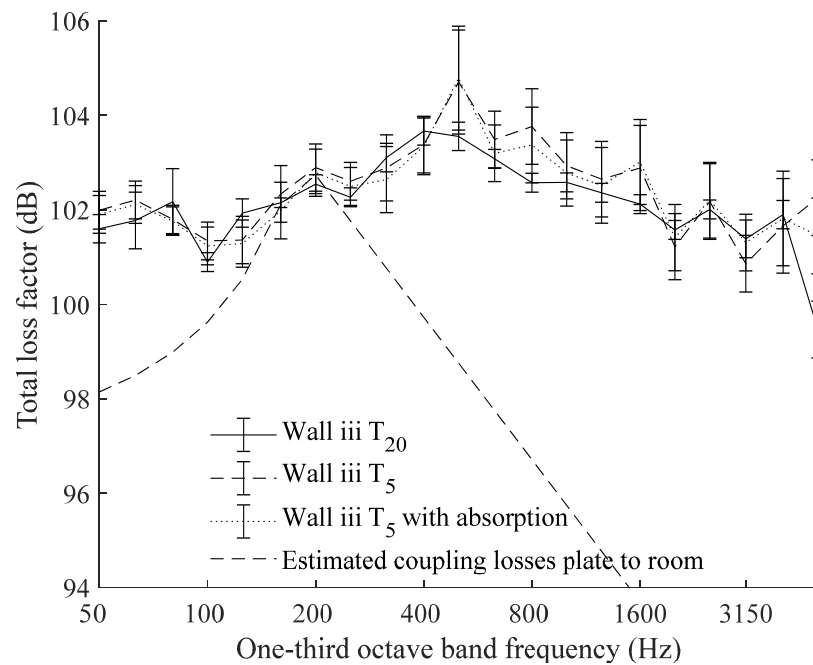 106
104
102
100
98
96
94
Total loss factor (dB)
Wall iii T20
Wall iii T5
Wall iii T5 with absorption
Estimated coupling losses plate to room
50 100 200 400 800 1600 3150
One-third octave band frequency (Hz)